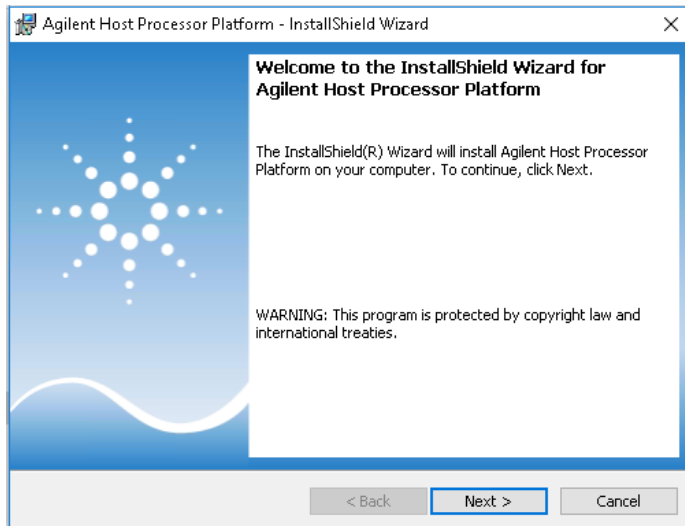 Agilent Host Processor Platform - InstallShield Wizard
Welcome to the InstallShield Wizard for
Agilent Host Processor Platform
The InstallShield(R) Wizard will install Agilent Host Processor
Platform on your computer. To continue, click Next.
WARNING: This program is protected by copyright law and
international treaties.
< Back Next > Cancel